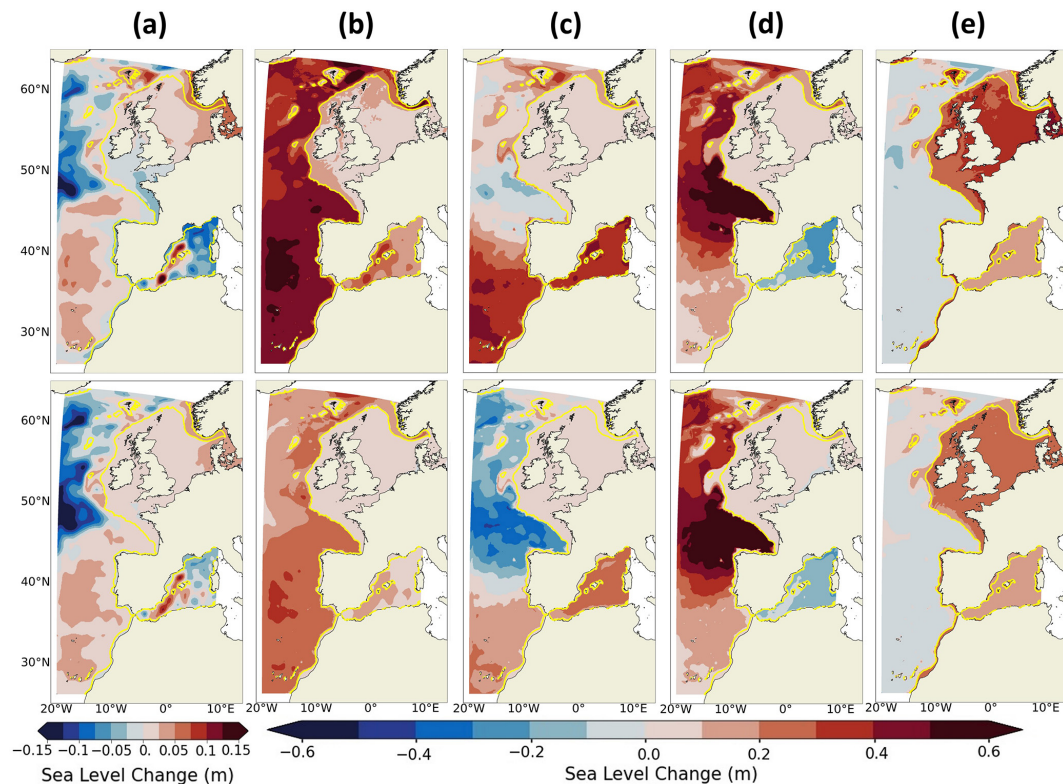 (a) (b) (c) (d) (e)
60°N
50°N
40°N
30°N
60°N
50°N
40°N
30°N
20°W 10°W 0° 10°E 20°W 10°W 0° 10°E 20°W 10°W 0° 10°E 20°W 10°W 0° 10°E 20°W 10°W 0° 10°E
−0.15 −0.1 −0.05 0. 0.05 0.1 0.15
Sea Level Change (m)
−0.6 −0.4 −0.2 0.0 0.2 0.4 0.6
Sea Level Change (m)